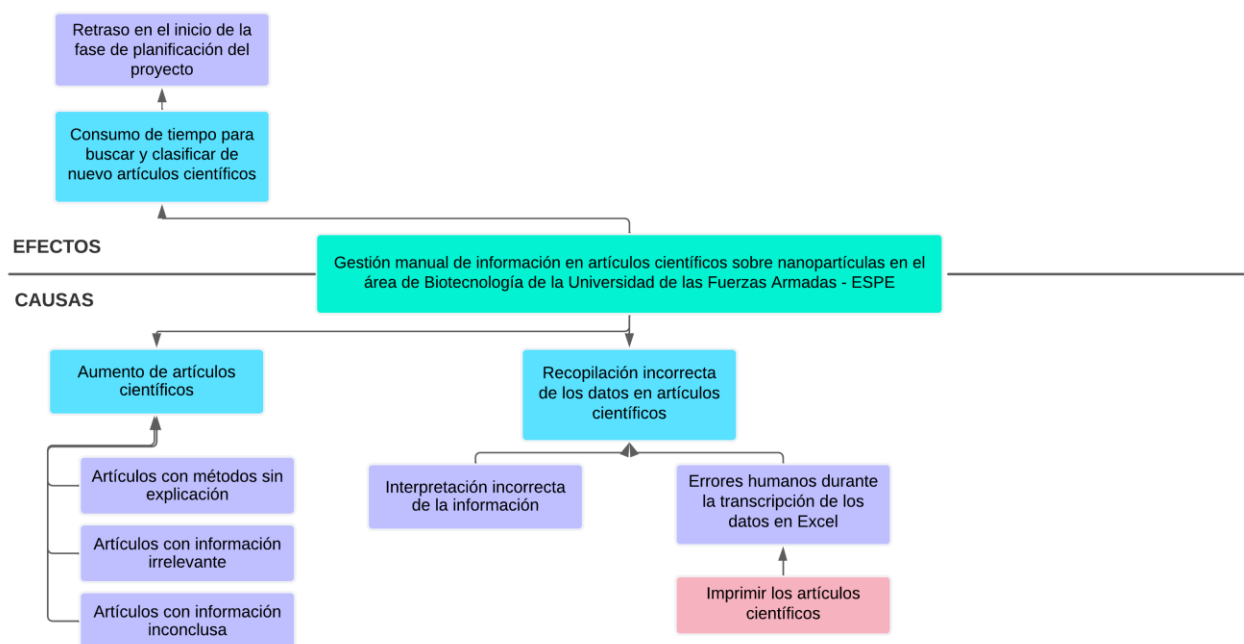 Retraso en el inicio de la
fase de planificación del
proyecto
Consumo de tiempo para
buscar y clasificar de
nuevo artículos científicos
EFECTOS
Gestión manual de información en artículos científicos sobre nanopartículas en el
área de Biotecnología de la Universidad de las Fuerzas Armadas - ESPE
CAUSAS
Aumento de artículos
científicos
Recopilación incorrecta
de los datos en artículos
científicos
Artículos con métodos sin
explicación
Interpretación incorrecta
de la información
Errores humanos durante
la transcripción de los
datos en Excel
Artículos con información
irrelevante
Imprimir los artículos
científicos
Artículos con información
inconclusa